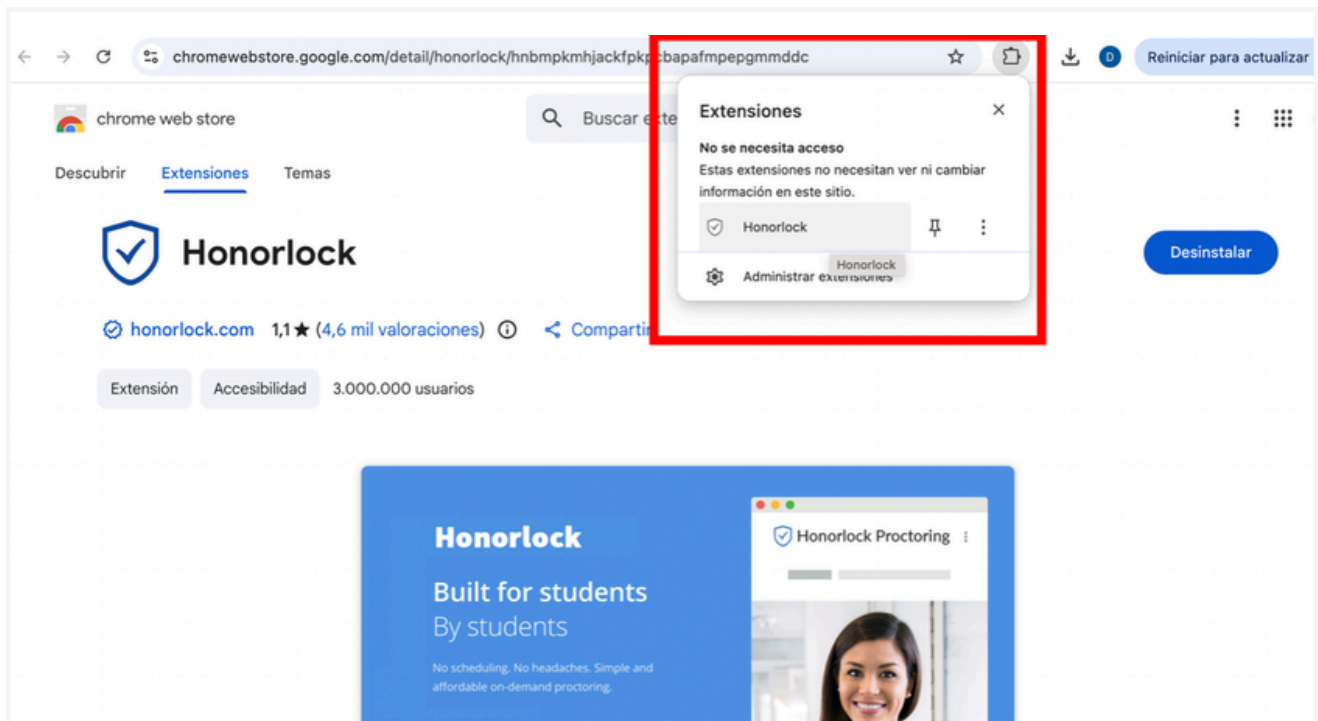 chromewebstore.google.com/detail/honorlock/hnbmpkmhjackfpkpcbapafmpepgmmddc
D
Reiniciar para actualizar
chrome web store
Buscar exte
Descubrir
Extensiones
Temas
Extensiones
No se necesita acceso
Estas extensiones no necesitan ver ni cambiar
información en este sitio.
Honorlock
Honorlock
Administrar extensiones
Honorlock
Desinstalar
honorlock.com
1,1★ (4,6 mil valoraciones)
Compartir
Extensión
Accesibilidad
3.000.000 usuarios
Honorlock
Built for students
By students
No scheduling. No headaches. Simple and
affordable on-demand proctoring.
Honorlock Proctoring